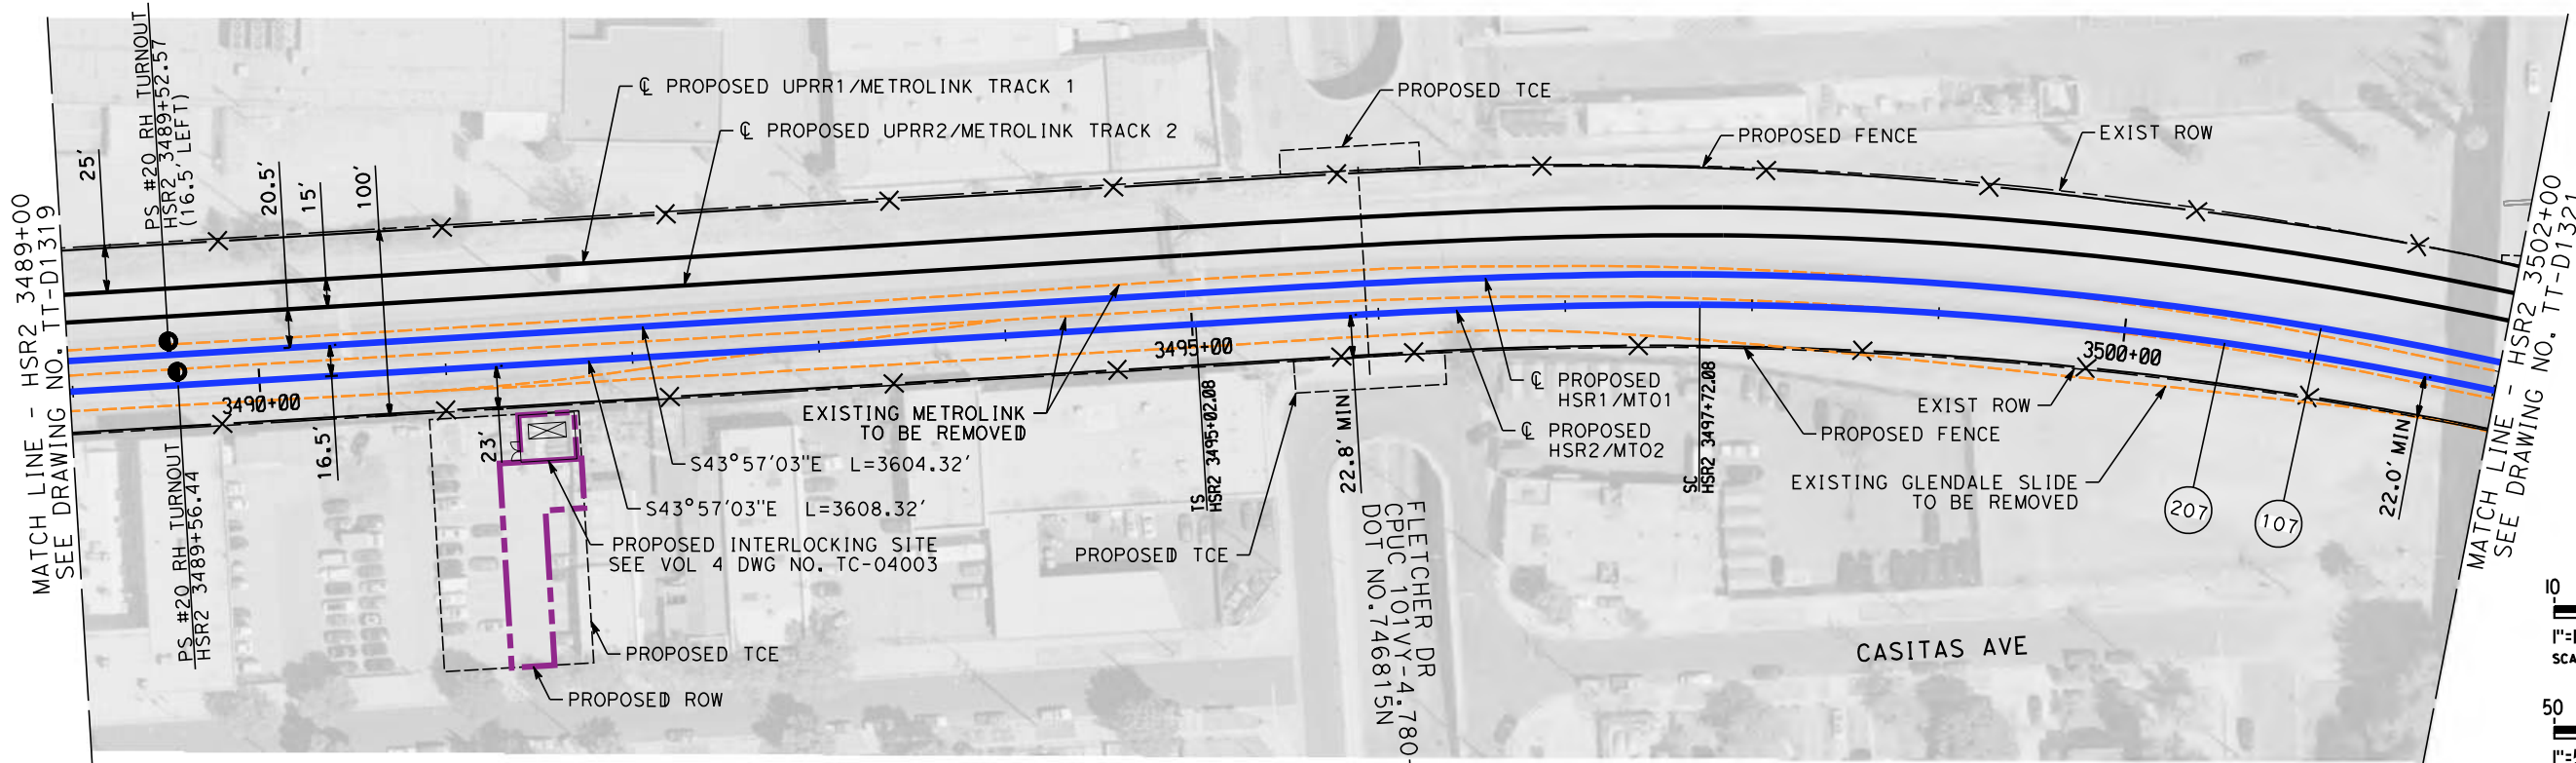 MATCH LINE - HSR2 3489+00
SEE DRAWING NO. TT-D1319
PS #20 RH TURNOUT
HSR2 3489+52.57
(16.5' LEFT)
25'
20.5'
15'
100'
℄ PROPOSED UPRR1/METROLINK TRACK 1
℄ PROPOSED UPRR2/METROLINK TRACK 2
PROPOSED TCE
PROPOSED FENCE
EXIST ROW
MATCH LINE - HSR2 3502+00
SEE DRAWING NO. TT-D1321
3490+00
3495+00
3500+00
PS #20 RH TURNOUT
HSR2 3489+56.44
16.5'
23'
EXISTING METROLINK
TO BE REMOVED
S43°57'03"E L=3604.32'
S43°57'03"E L=3608.32'
PROPOSED INTERLOCKING SITE
SEE VOL 4 DWG NO. TC-04003
PROPOSED TCE
PROPOSED ROW
TS
HSR2 3495+02.08
PROPOSED TCE
22.8' MIN
FLETCHER DR
CPUC 101VY-4.780-
DOT NO.746815N
℄ PROPOSED
HSR1/MT01
℄ PROPOSED
HSR2/MT02
SC
HSR2 3497+72.08
EXIST ROW
PROPOSED FENCE
EXISTING GLENDALE SLIDE
TO BE REMOVED
207
107
22.0' MIN
CASITAS AVE
10
50